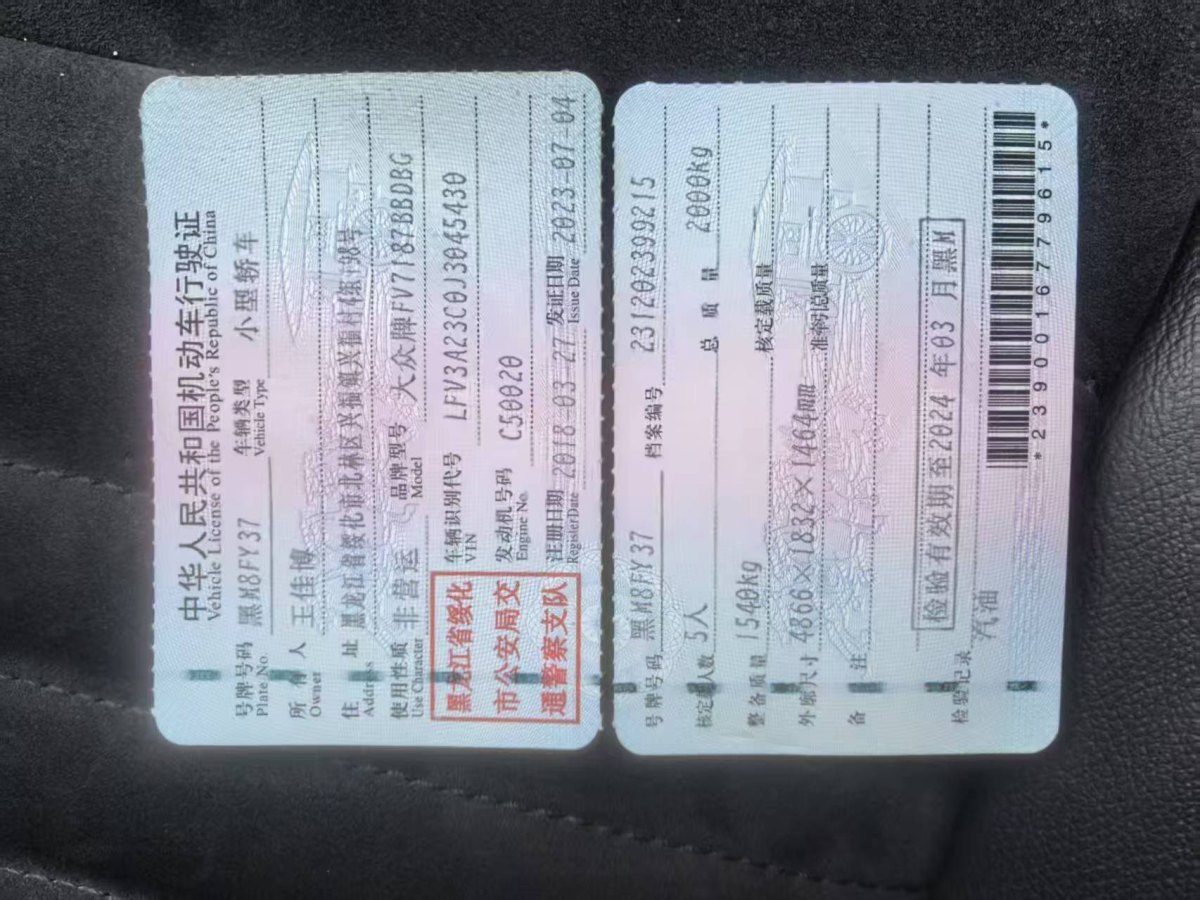 中华人民共和国机动车行驶证
Vehicle License of the People's Republic of China
号牌号码 黑M8FY37 车辆类型 小型轿车
Plate No. Vehicle Type
所有人 王佳博
Owner
住址 黑龙江省绥化市北林区兴福镇兴福村4组98号
Address
使用性质 非营运 品牌型号 大众牌FV7187BBDBG
Use Character Model
黑龙江省绥化
市公安局交
通警察支队
车辆识别代号 LFV3A23C0J3045430
VIN
发动机号码 C50020
Engine No.
注册日期 2018-03-27 发证日期 2023-07-04
Register Date Issue Date
号牌号码 黑M8FY37 档案编号 231202399215
核定载人数 5人 总质量 2000kg
整备质量 1540kg 核定载质量
外廓尺寸 4866×1832×1464mm 准牵引总质量
备注
检验有效期至2024年03月黑M
检验记录 汽油
*2390016779615*